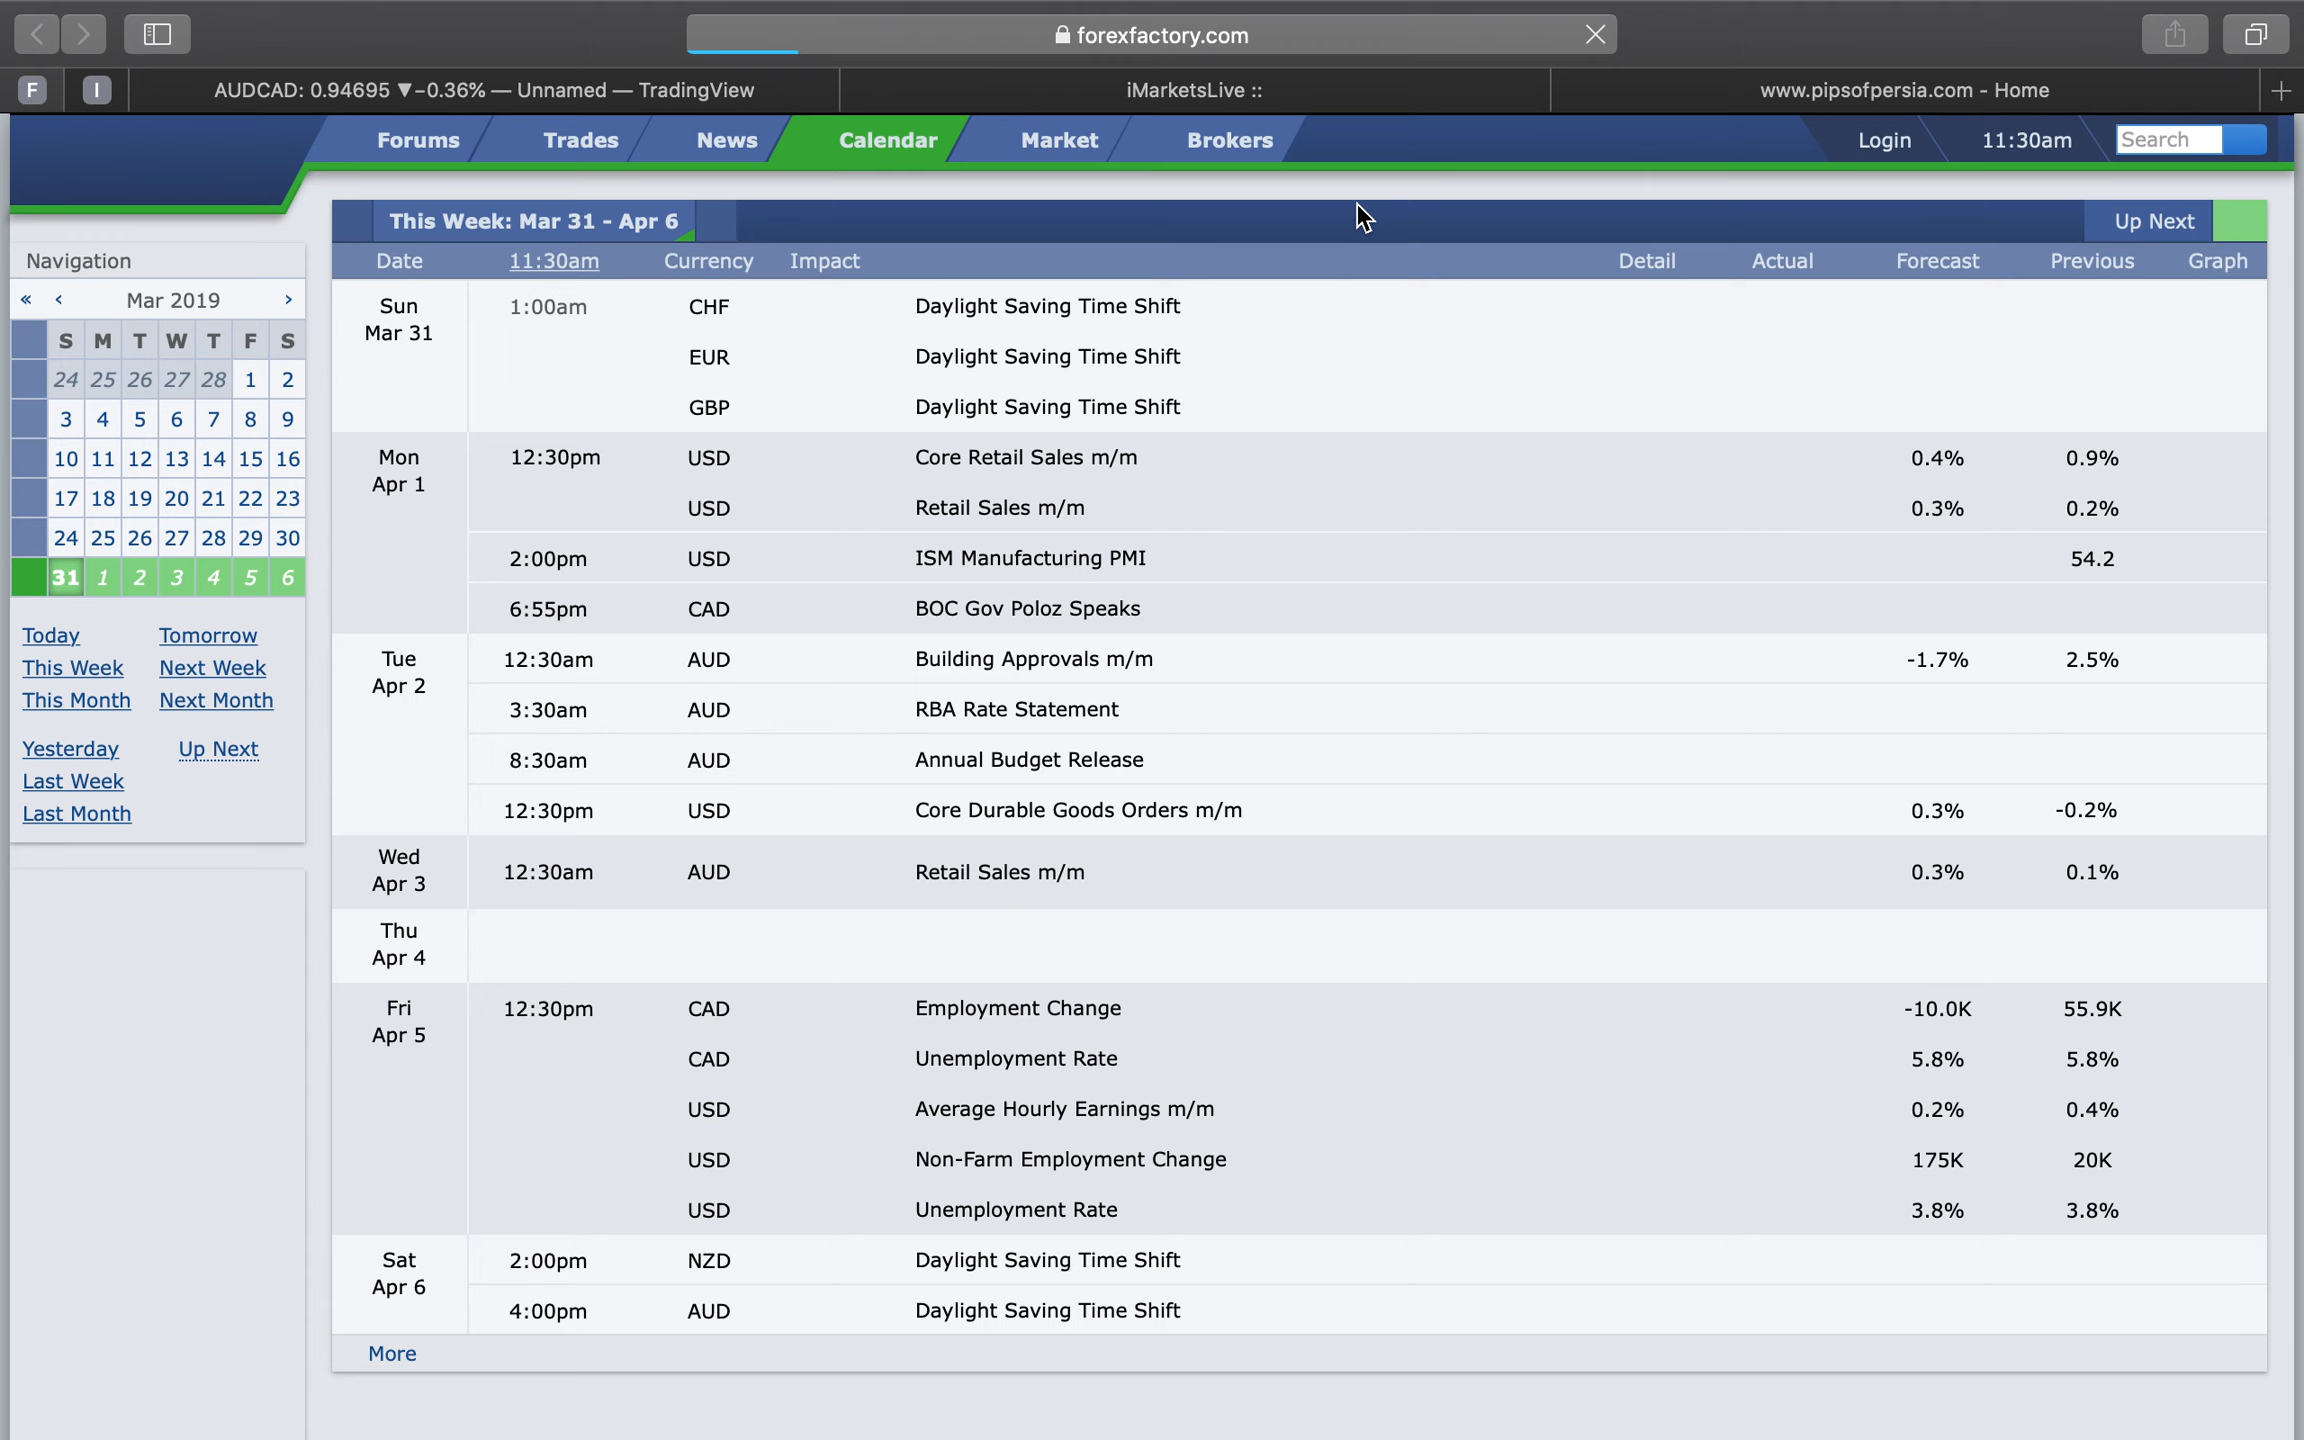 forexfactory.com
F
I
AUDCAD: 0.94695 ▼−0.36% — Unnamed — TradingView
iMarketsLive ::
www.pipsofpersia.com - Home
Forums Trades News Calendar Market Brokers
Login 11:30am Search
This Week: Mar 31 - Apr 6
Up Next
Date 11:30am Currency Impact Detail Actual Forecast Previous Graph
Navigation
« ‹ Mar 2019 ›
S M T W T F S
24 25 26 27 28 1 2
3 4 5 6 7 8 9
10 11 12 13 14 15 16
17 18 19 20 21 22 23
24 25 26 27 28 29 30
31 1 2 3 4 5 6
Today Tomorrow
This Week Next Week
This Month Next Month
Yesterday Up Next
Last Week
Last Month
Sun
Mar 31
1:00am CHF Daylight Saving Time Shift
EUR Daylight Saving Time Shift
GBP Daylight Saving Time Shift
Mon
Apr 1
12:30pm USD Core Retail Sales m/m 0.4% 0.9%
USD Retail Sales m/m 0.3% 0.2%
2:00pm USD ISM Manufacturing PMI 54.2
6:55pm CAD BOC Gov Poloz Speaks
Tue
Apr 2
12:30am AUD Building Approvals m/m -1.7% 2.5%
3:30am AUD RBA Rate Statement
8:30am AUD Annual Budget Release
12:30pm USD Core Durable Goods Orders m/m 0.3% -0.2%
Wed
Apr 3
12:30am AUD Retail Sales m/m 0.3% 0.1%
Thu
Apr 4
Fri
Apr 5
12:30pm CAD Employment Change -10.0K 55.9K
CAD Unemployment Rate 5.8% 5.8%
USD Average Hourly Earnings m/m 0.2% 0.4%
USD Non-Farm Employment Change 175K 20K
USD Unemployment Rate 3.8% 3.8%
Sat
Apr 6
2:00pm NZD Daylight Saving Time Shift
4:00pm AUD Daylight Saving Time Shift
More